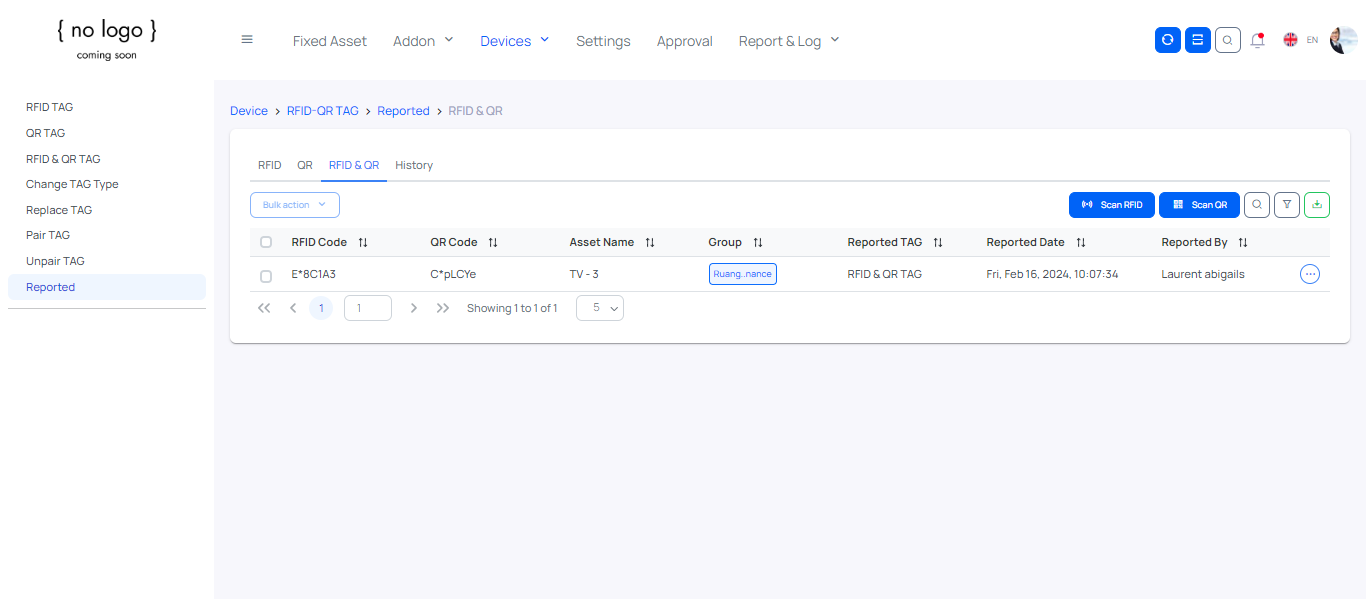 { no logo }
coming soon
Fixed Asset Addon Devices Settings Approval Report & Log EN
RFID TAG
QR TAG
RFID & QR TAG
Change TAG Type
Replace TAG
Pair TAG
Unpair TAG
Reported
Device > RFID-QR TAG > Reported > RFID & QR
RFID QR RFID & QR History
Bulk action Scan RFID Scan QR
RFID Code QR Code Asset Name Group Reported TAG Reported Date Reported By
E*8C1A3 C*pLCYe TV - 3 Ruang..nance RFID & QR TAG Fri, Feb 16, 2024, 10:07:34 Laurent abigails
1 1 Showing 1 to 1 of 1 5